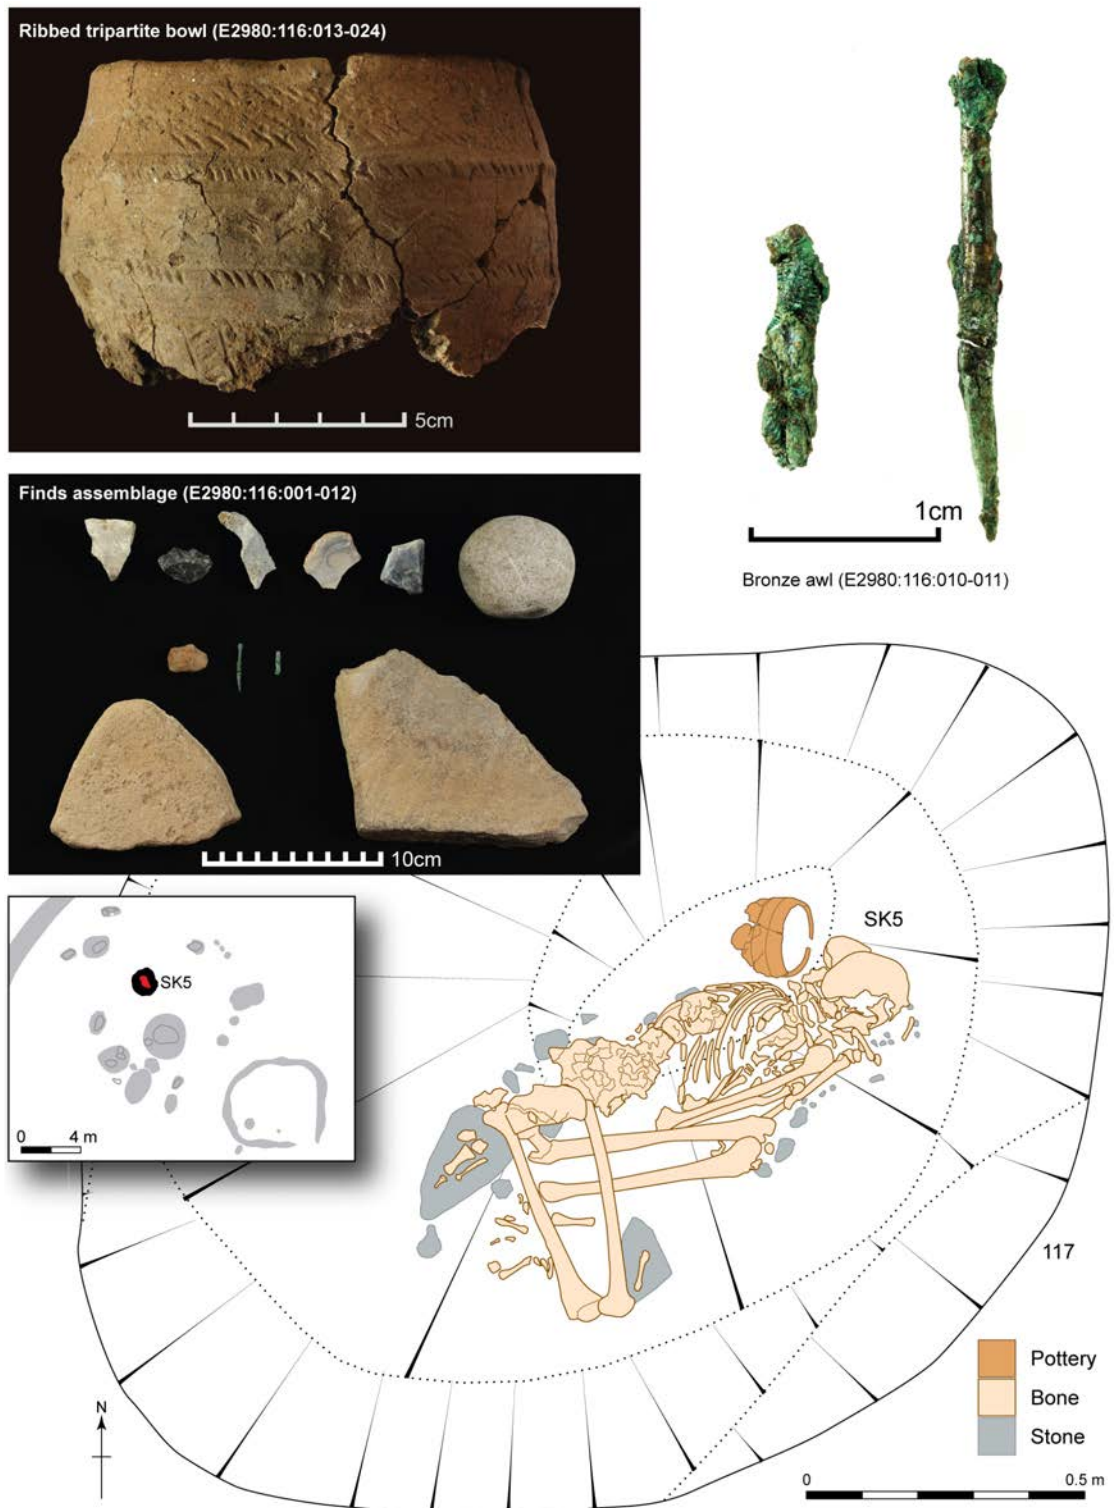 Ribbed tripartite bowl (E2980:116:013-024)
5cm
1cm
Bronze awl (E2980:116:010-011)
Finds assemblage (E2980:116:001-012)
10cm
SK5
SK5
0 4 m
117
Pottery
Bone
Stone
N
0 0.5 m